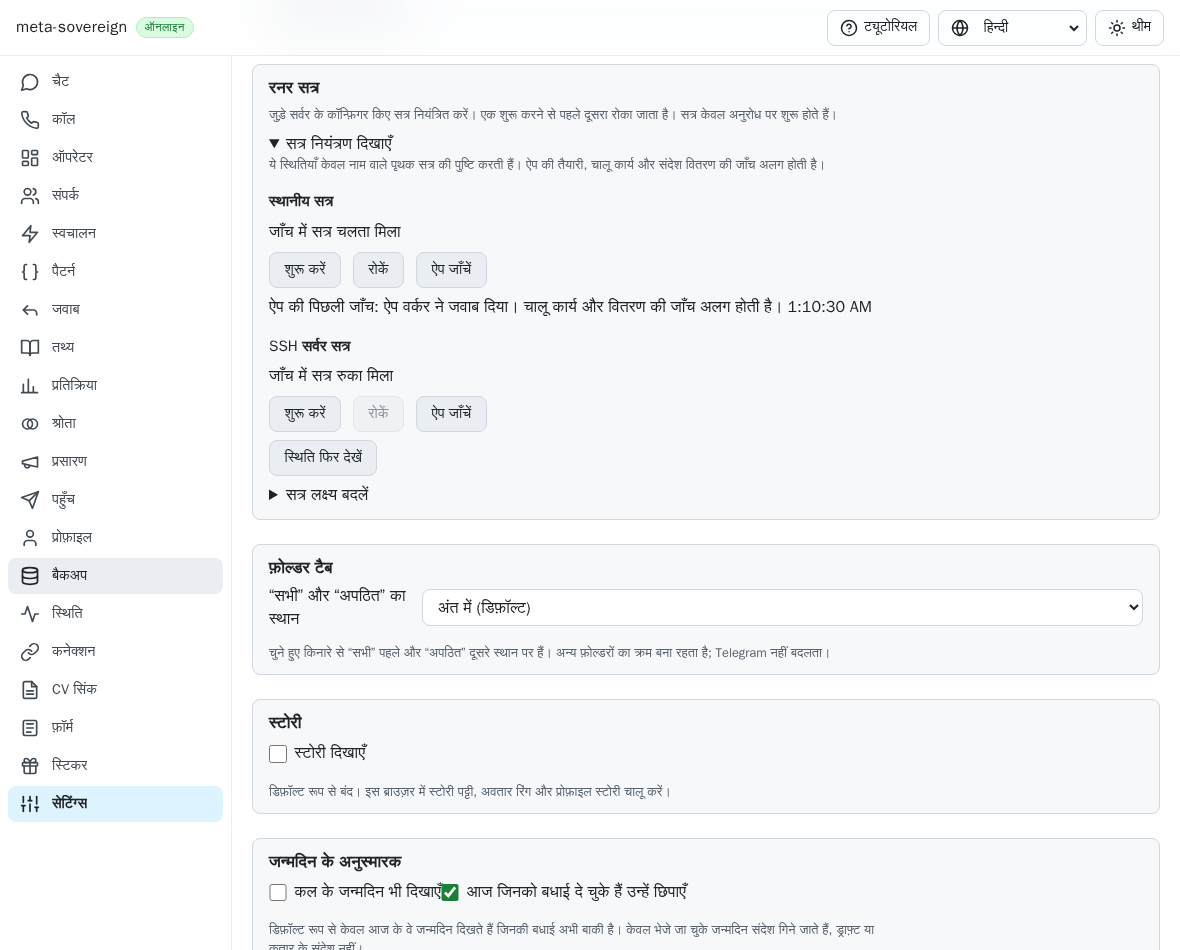 meta-sovereign ऑनलाइन ट्यूटोरियल हिन्दी थीम
चैट
कॉल
ऑपरेटर
संपर्क
स्वचालन
पैटर्न
जवाब
तथ्य
प्रतिक्रिया
श्रोता
प्रसारण
पहुँच
प्रोफ़ाइल
बैकअप
स्थिति
कनेक्शन
CV सिंक
फ़ॉर्म
स्टिकर
सेटिंग्स
रनर सत्र
जुड़े सर्वर के कॉन्फ़िगर किए सत्र नियंत्रित करें। एक शुरू करने से पहले दूसरा रोका जाता है। सत्र केवल अनुरोध पर शुरू होते हैं।
सत्र नियंत्रण दिखाएँ
ये स्थितियाँ केवल नाम वाले पृथक सत्र की पुष्टि करती हैं। ऐप की तैयारी, चालू कार्य और संदेश वितरण की जाँच अलग होती है।
स्थानीय सत्र
जाँच में सत्र चलता मिला
शुरू करें रोकें ऐप जाँचें
ऐप की पिछली जाँच: ऐप वर्कर ने जवाब दिया। चालू कार्य और वितरण की जाँच अलग होती है। 1:10:30 AM
SSH सर्वर सत्र
जाँच में सत्र रुका मिला
शुरू करें रोकें ऐप जाँचें
स्थिति फिर देखें
सत्र लक्ष्य बदलें
फ़ोल्डर टैब
“सभी” और “अपठित” का
स्थान
अंत में (डिफ़ॉल्ट)
चुने हुए किनारे से “सभी” पहले और “अपठित” दूसरे स्थान पर हैं। अन्य फ़ोल्डरों का क्रम बना रहता है; Telegram नहीं बदलता।
स्टोरी
स्टोरी दिखाएँ
डिफ़ॉल्ट रूप से बंद। इस ब्राउज़र में स्टोरी पट्टी, अवतार रिंग और प्रोफ़ाइल स्टोरी चालू करें।
जन्मदिन के अनुस्मारक
कल के जन्मदिन भी दिखाएँ आज जिनको बधाई दे चुके हैं उन्हें छिपाएँ
डिफ़ॉल्ट रूप से केवल आज के वे जन्मदिन दिखते हैं जिनकी बधाई अभी बाकी है। केवल भेजे जा चुके जन्मदिन संदेश गिने जाते हैं, ड्राफ़्ट या
कतार के संदेश नहीं।